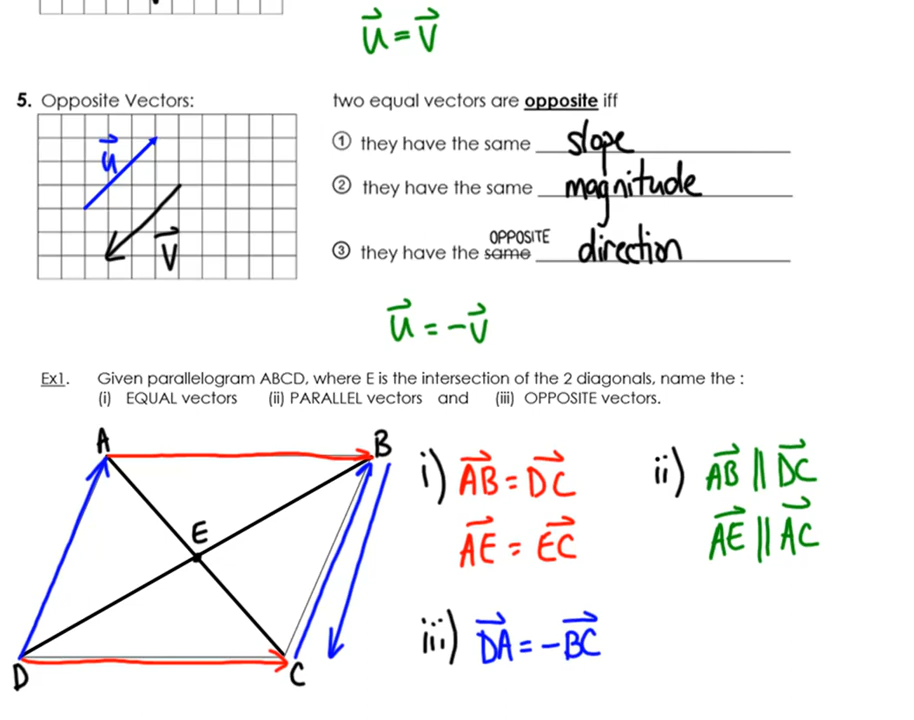 u⃗ = v⃗
5. Opposite Vectors:
two equal vectors are opposite iff
u⃗
v⃗
① they have the same slope
② they have the same magnitude
OPPOSITE
③ they have the same direction
u⃗ = -v⃗
Ex1. Given parallelogram ABCD, where E is the intersection of the 2 diagonals, name the :
(i) EQUAL vectors (ii) PARALLEL vectors and (iii) OPPOSITE vectors.
A B
E
D C
i) AB⃗ = DC⃗
AE⃗ = EC⃗
ii) AB⃗ || DC⃗
AE⃗ || AC⃗
iii) DA⃗ = -BC⃗